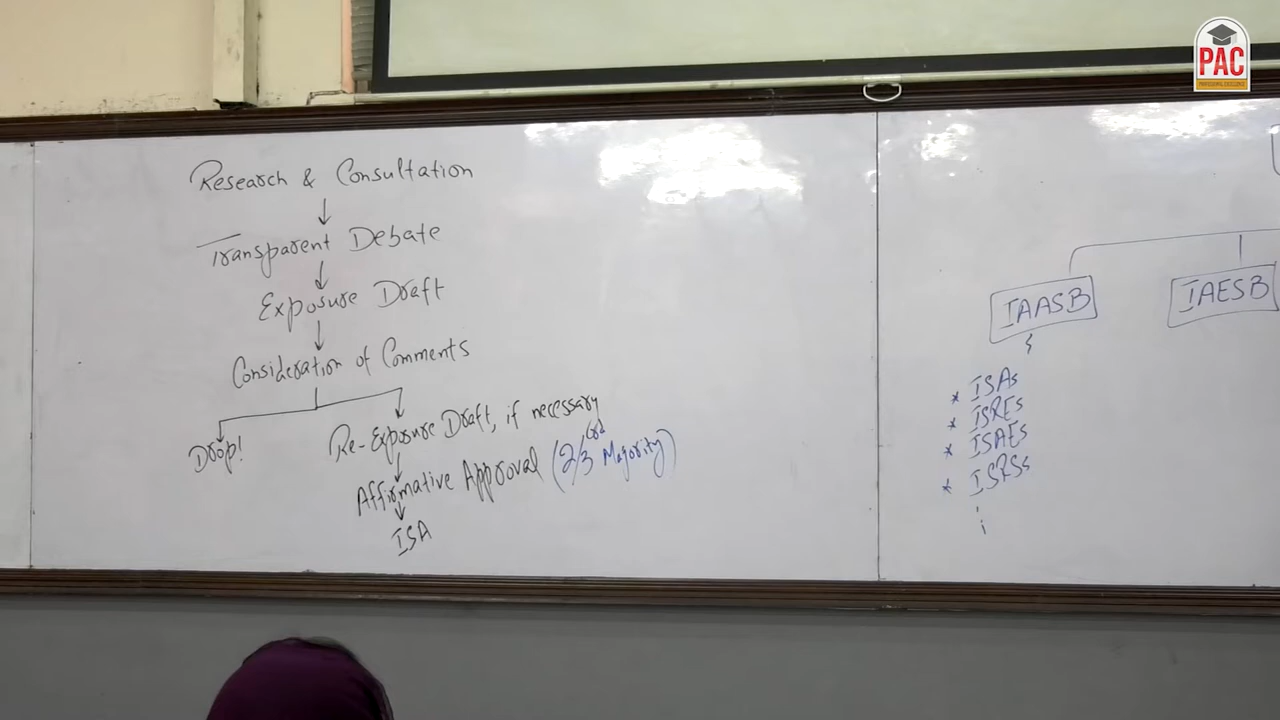 Research & Consultation
Transparent Debate
Exposure Draft
Consideration of Comments
Drop!
Re-Exposure Draft, if necessary
Affirmative Approval (2/3rd Majority)
ISA
IAASB
IAESB
* ISAs
* ISREs
* ISAEs
* ISRSs
PAC